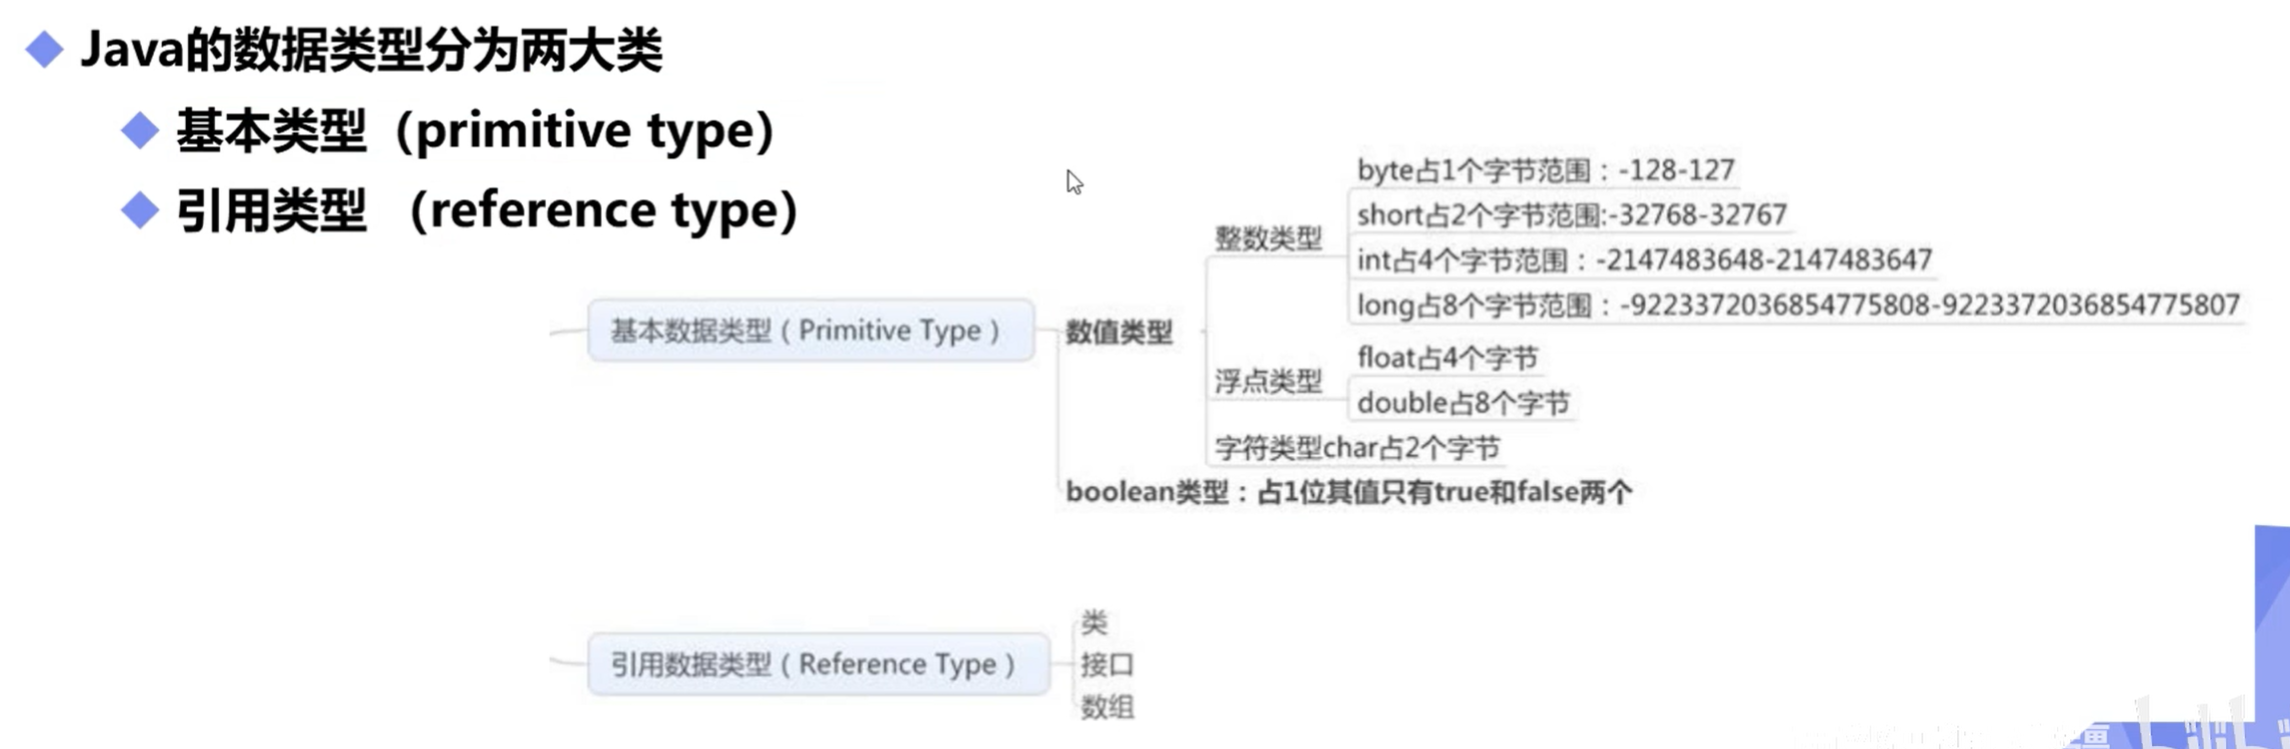 Java的数据类型分为两大类
基本类型（primitive type）
引用类型 （reference type）
byte占1个字节范围：-128-127
short占2个字节范围:-32768-32767
整数类型
int占4个字节范围：-2147483648-2147483647
long占8个字节范围：-9223372036854775808-9223372036854775807
基本数据类型（Primitive Type）
数值类型
float占4个字节
浮点类型
double占8个字节
字符类型char占2个字节
boolean类型：占1位其值只有true和false两个
类
引用数据类型（Reference Type）
接口
数组